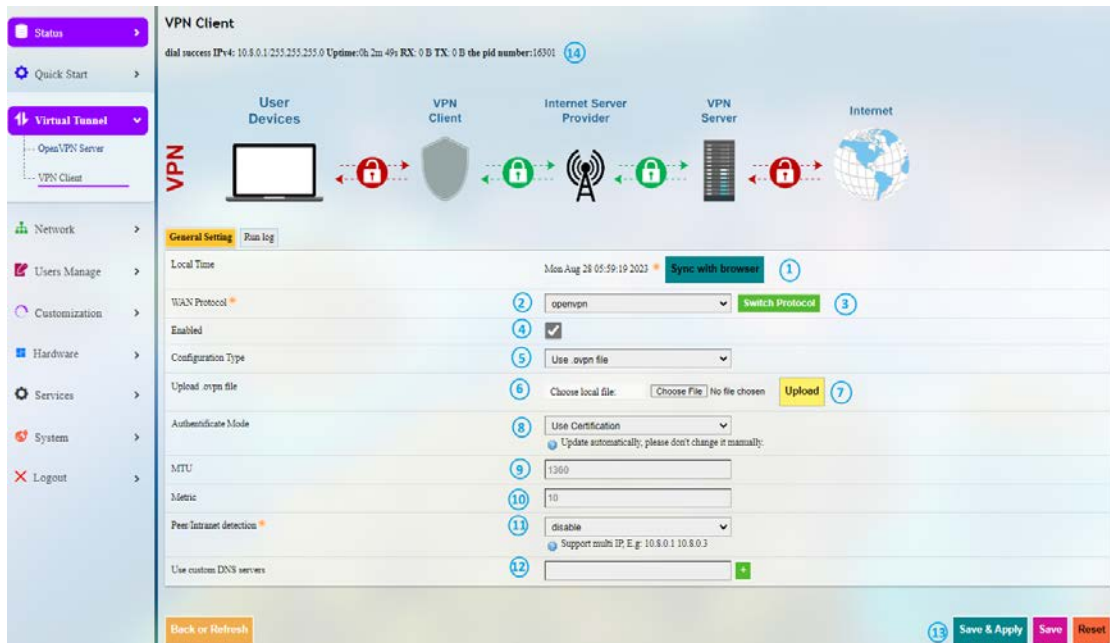 Status
Quick Start
Virtual Tunnel
OpenVPN Server
VPN Client
Network
Users Manage
Customization
Hardware
Services
System
Logout
VPN Client
dial success IPv4: 10.8.0.1/255.255.255.0 Uptime:0h 2m 49s RX: 0 B TX: 0 B the pid number:16301 14
User Devices
VPN Client
Internet Server Provider
VPN Server
Internet
VPN
General Setting Run log
Local Time Mon Aug 28 05:59:19 2023 * Sync with browser 1
WAN Protocol * 2 openvpn Switch Protocol 3
Enabled 4
Configuration Type 5 Use .ovpn file
Upload .ovpn file 6 Choose local file: Choose File No file chosen Upload 7
Authentificate Mode 8 Use Certification
Update automatically, please don't change it manually.
MTU 9 1360
Metric 10 10
Peer/Intranet detection * 11 disable
Support multi IP, E.g: 10.8.0.1 10.8.0.3
Use custom DNS servers 12 +
Back or Refresh 13 Save & Apply Save Reset